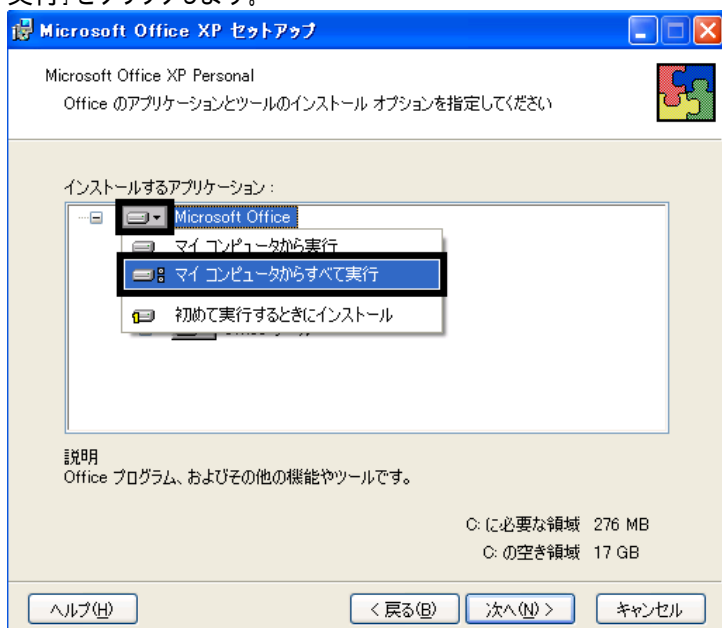 実行」をクリックします。
Microsoft Office XP セットアップ
Microsoft Office XP Personal
Office のアプリケーションとツールのインストール オプションを指定してください
インストールするアプリケーション :
Microsoft Office
マイ コンピュータから実行
マイ コンピュータからすべて実行
初めて実行するときにインストール
説明
Office プログラム、およびその他の機能やツールです。
C: に必要な領域 276 MB
C: の空き領域 17 GB
ヘルプ(H) < 戻る(B) 次へ(N) > キャンセル